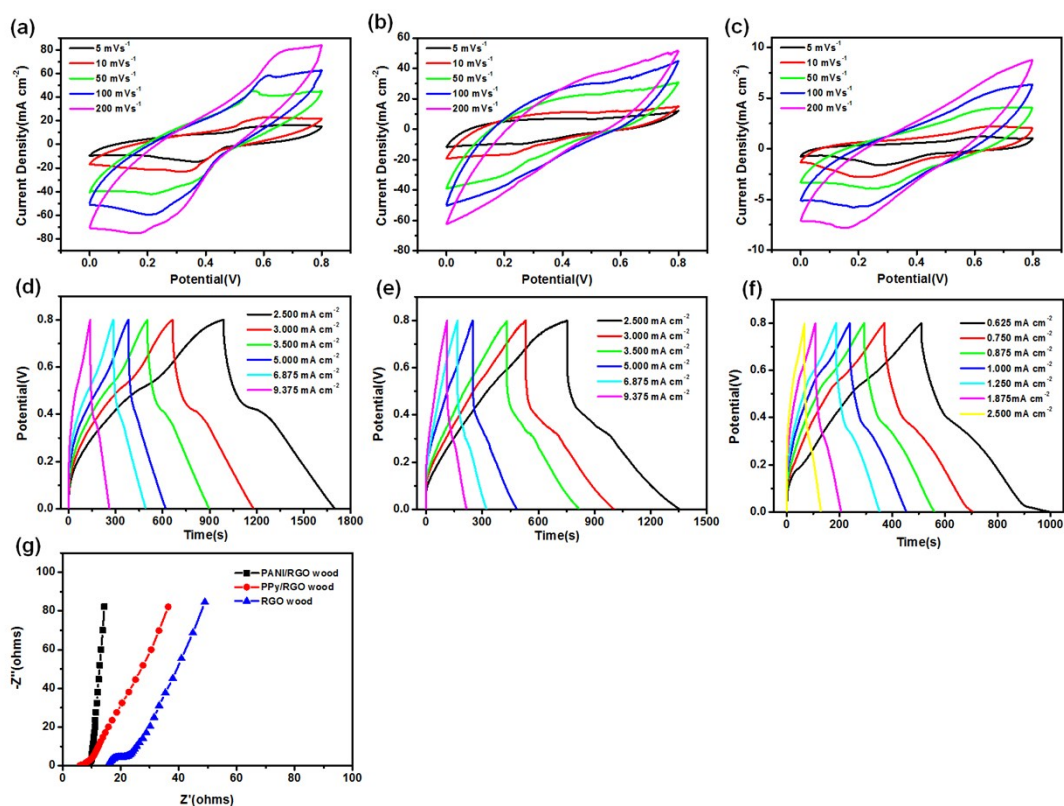 (a)
5 mVs⁻¹
10 mVs⁻¹
50 mVs⁻¹
100 mVs⁻¹
200 mVs⁻¹
Current Density(mA cm⁻²)
80
60
40
20
0
-20
-40
-60
-80
0.0 0.2 0.4 0.6 0.8
Potential(V)
(b)
5 mVs⁻¹
10 mVs⁻¹
50 mVs⁻¹
100 mVs⁻¹
200 mVs⁻¹
Current Density(mA cm⁻²)
60
40
20
0
-20
-40
-60
-80
0.0 0.2 0.4 0.6 0.8
Potential(V)
(c)
5 mVs⁻¹
10 mVs⁻¹
50 mVs⁻¹
100 mVs⁻¹
200 mVs⁻¹
Current Density(mA cm⁻²)
10
5
0
-5
-10
0.0 0.2 0.4 0.6 0.8
Potential(V)
(d)
2.500 mA cm⁻²
3.000 mA cm⁻²
3.500 mA cm⁻²
5.000 mA cm⁻²
6.875 mA cm⁻²
9.375 mA cm⁻²
Potential(V)
0.8
0.6
0.4
0.2
0.0
0 300 600 900 1200 1500 1800
Time(s)
(e)
2.500 mA cm⁻²
3.000 mA cm⁻²
3.500 mA cm⁻²
5.000 mA cm⁻²
6.875 mA cm⁻²
9.375 mA cm⁻²
Potential(V)
0.8
0.6
0.4
0.2
0.0
0 300 600 900 1200 1500
Time(s)
(f)
0.625 mA cm⁻²
0.750 mA cm⁻²
0.875 mA cm⁻²
1.000 mA cm⁻²
1.250 mA cm⁻²
1.875mA cm⁻²
2.500 mA cm⁻²
Potential(V)
0.8
0.6
0.4
0.2
0.0
0 200 400 600 800 1000
Time(s)
(g)
PANI/RGO wood
PPy/RGO wood
RGO wood
-Z''(ohms)
100
80
60
40
20
0
0 20 40 60 80 100
Z'(ohms)